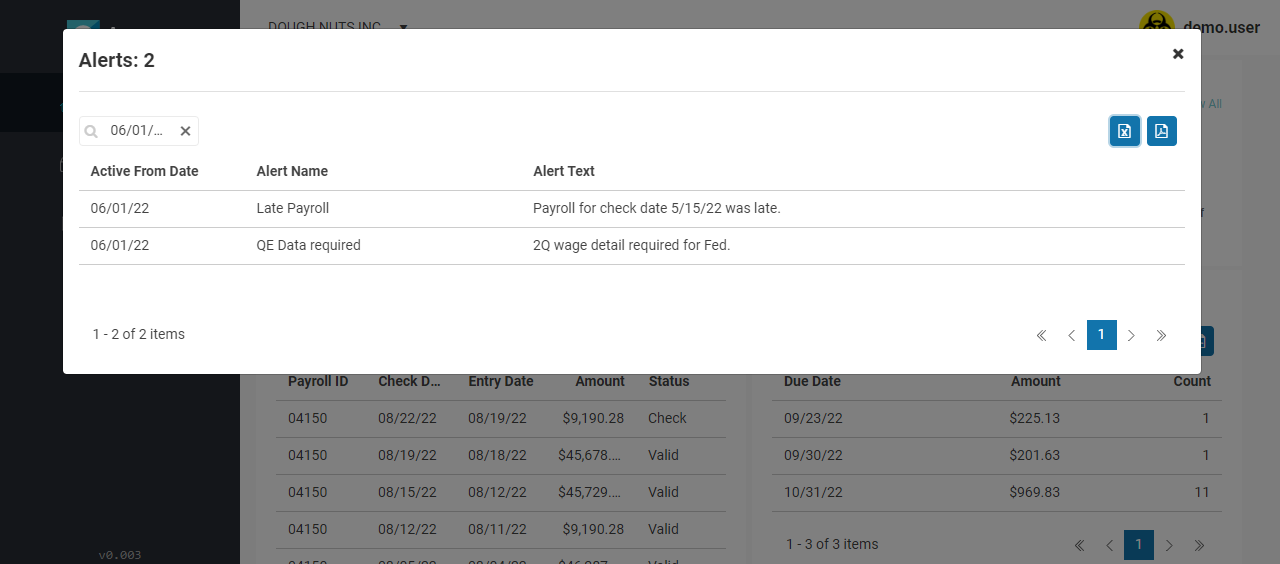 DOUGH NUTS INC
demo.user
Alerts: 2
w All
06/01/...
Active From Date Alert Name Alert Text
06/01/22 Late Payroll Payroll for check date 5/15/22 was late.
06/01/22 QE Data required 2Q wage detail required for Fed.
1 - 2 of 2 items
1
Payroll ID Check D... Entry Date Amount Status
04150 08/22/22 08/19/22 $9,190.28 Check
04150 08/19/22 08/18/22 $45,678.... Valid
04150 08/15/22 08/12/22 $45,729.... Valid
04150 08/12/22 08/11/22 $9,190.28 Valid
Due Date Amount Count
09/23/22 $225.13 1
09/30/22 $201.63 1
10/31/22 $969.83 11
1 - 3 of 3 items
1
v0.003